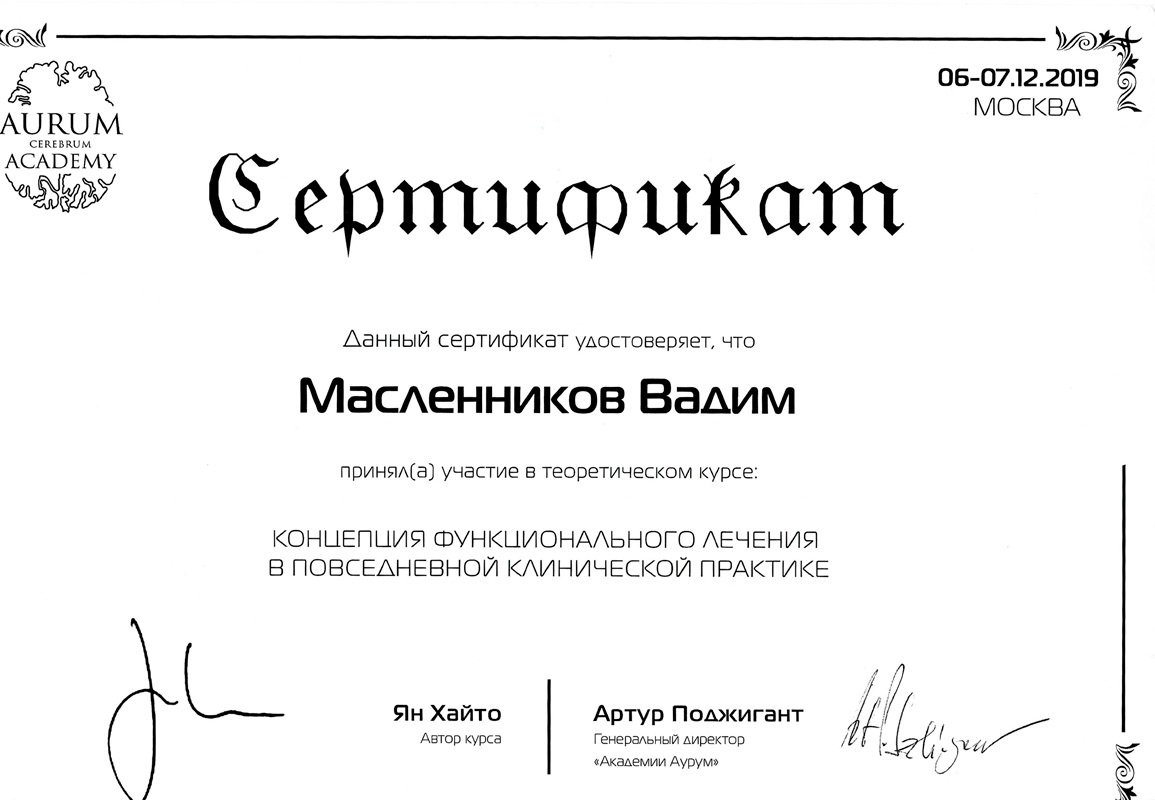 06-07.12.2019
МОСКВА
AURUM
CEREBRUM
ACADEMY
Сертификат
Данный сертификат удостоверяет, что
Масленников Вадим
принял(а) участие в теоретическом курсе:
КОНЦЕПЦИЯ ФУНКЦИОНАЛЬНОГО ЛЕЧЕНИЯ
В ПОВСЕДНЕВНОЙ КЛИНИЧЕСКОЙ ПРАКТИКЕ
Ян Хайто
Автор курса
Артур Поджигант
Генеральный директор
«Академии Аурум»